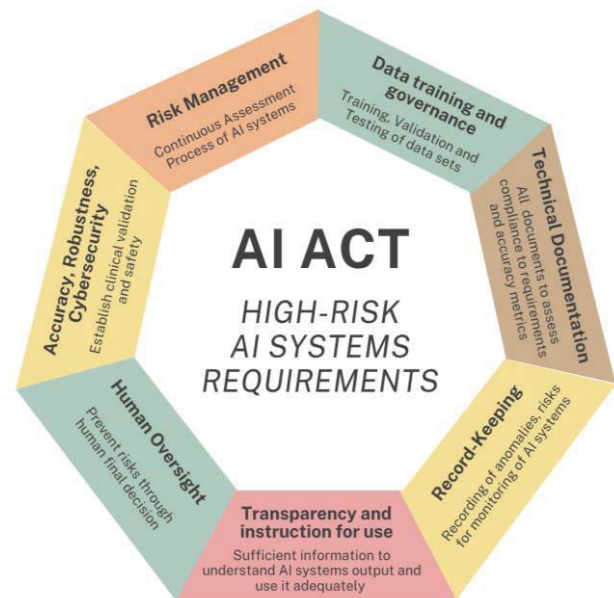 AI ACT
HIGH-RISK
AI SYSTEMS
REQUIREMENTS
Risk Management
Continuous Assessment
Process of AI systems
Data training and
governance
Training, Validation and
Testing of data sets
Technical Documentation
All documents to assess
compliance to requirements
and accuracy metrics
Record-Keeping
Recording of anomalies, risks
for monitoring of AI systems
Transparency and
instruction for use
Sufficient information to
understand AI systems output and
use it adequately
Human Oversight
Prevent risks through
human final decision
Accuracy, Robustness,
Cybersecurity
Establish clinical validation
and safety